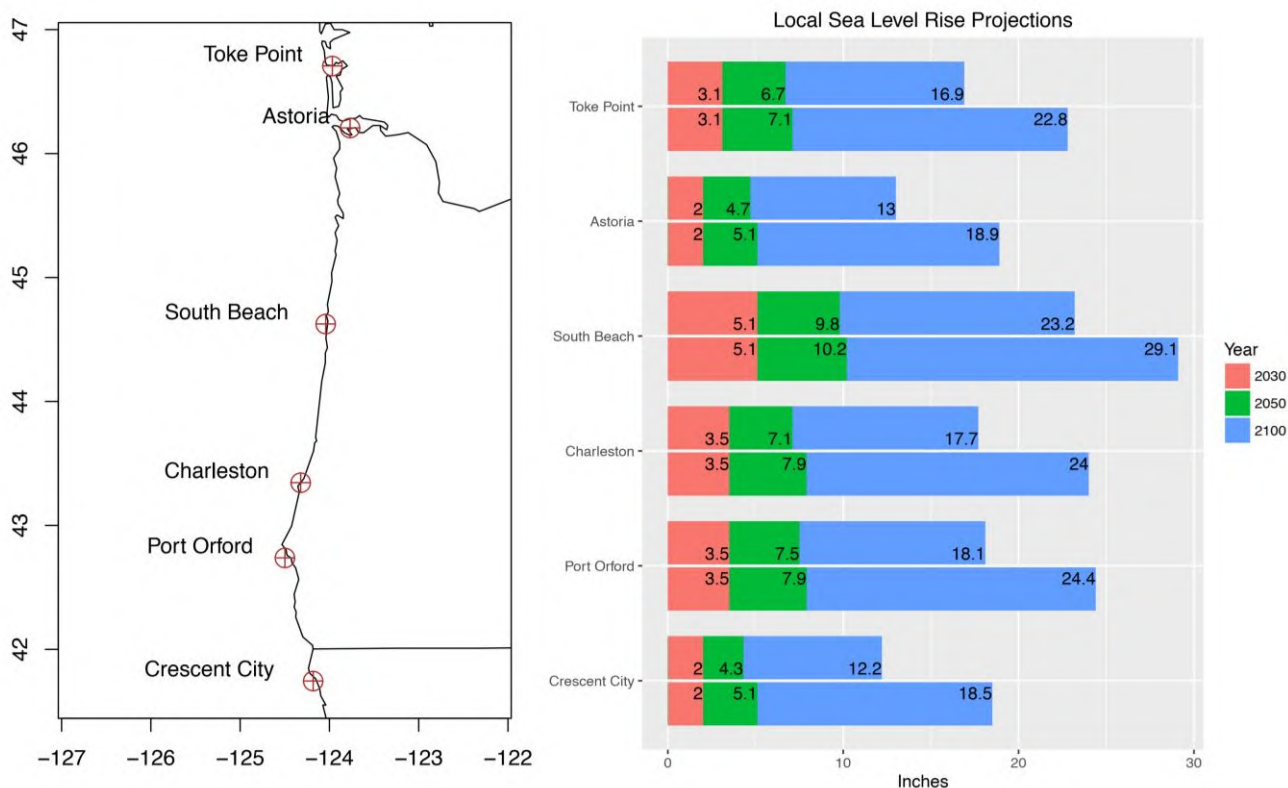 47
46
45
44
43
42
Toke Point
Astoria
South Beach
Charleston
Port Orford
Crescent City
−127 −126 −125 −124 −123 −122
Local Sea Level Rise Projections
Toke Point
3.1 6.7 16.9
3.1 7.1 22.8
Astoria
2 4.7 13
2 5.1 18.9
South Beach
5.1 9.8 23.2
5.1 10.2 29.1
Charleston
3.5 7.1 17.7
3.5 7.9 24
Port Orford
3.5 7.5 18.1
3.5 7.9 24.4
Crescent City
2 4.3 12.2
2 5.1 18.5
0 10 20 30
Inches
Year
2030
2050
2100